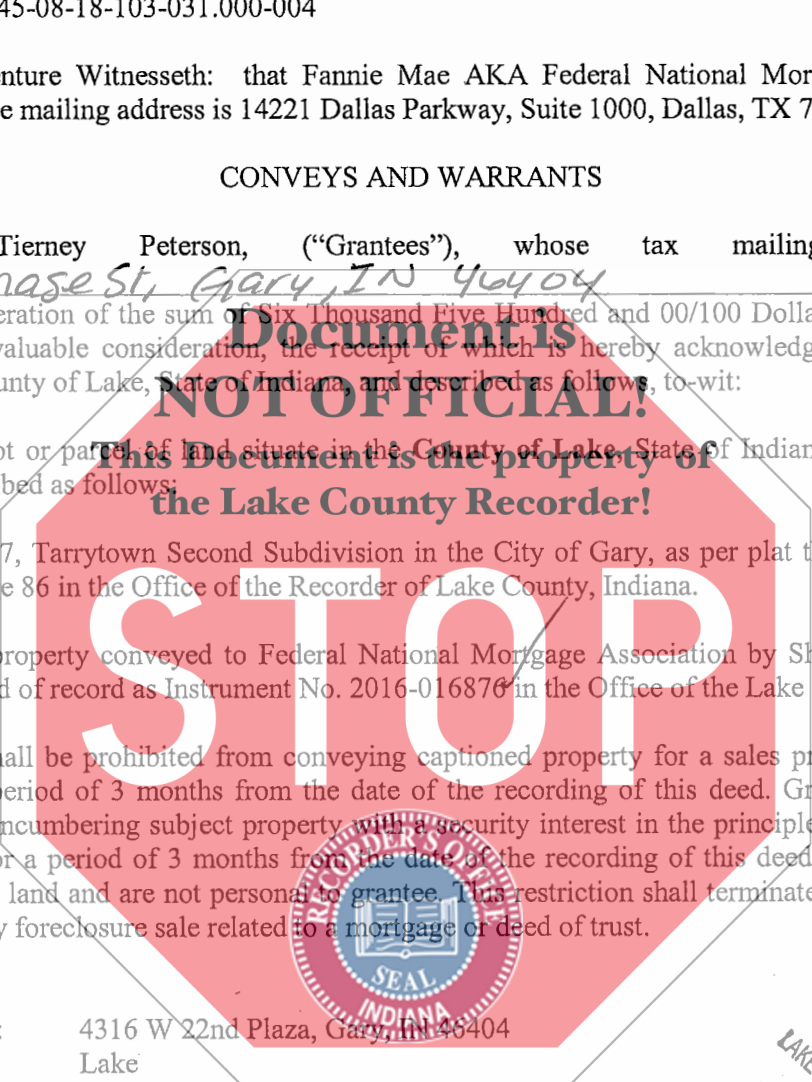 45-08-18-103-031.000-004
enture Witnesseth: that Fannie Mae AKA Federal National Mor
e mailing address is 14221 Dallas Parkway, Suite 1000, Dallas, TX 7
CONVEYS AND WARRANTS
Tierney Peterson, ("Grantees"), whose tax mailing
hase St, Gary, IN 46404
eration of the sum of Six Thousand Five Hundred and 00/100 Dolla
valuable consideration, the receipt of which is hereby acknowledg
unty of Lake, State of Indiana, and described as follows, to-wit:
Document is
NOT OFFICIAL!
This Document is the property of
the Lake County Recorder!
ot or parcel of land situate in the County of Lake, State of Indian
bed as follows:
7, Tarrytown Second Subdivision in the City of Gary, as per plat t
e 86 in the Office of the Recorder of Lake County, Indiana.
STOP
property conveyed to Federal National Mortgage Association by Sh
d of record as Instrument No. 2016-016876 in the Office of the Lake
all be prohibited from conveying captioned property for a sales pr
period of 3 months from the date of the recording of this deed. Gr
ncumbering subject property with a security interest in the principle
or a period of 3 months from the date of the recording of this deed
land and are not personal to grantee. This restriction shall terminate
y foreclosure sale related to a mortgage or deed of trust.
RECORDER'S OFFICE
SEAL
INDIANA
: 4316 W 22nd Plaza, Gary, IN 46404
Lake
LAKE